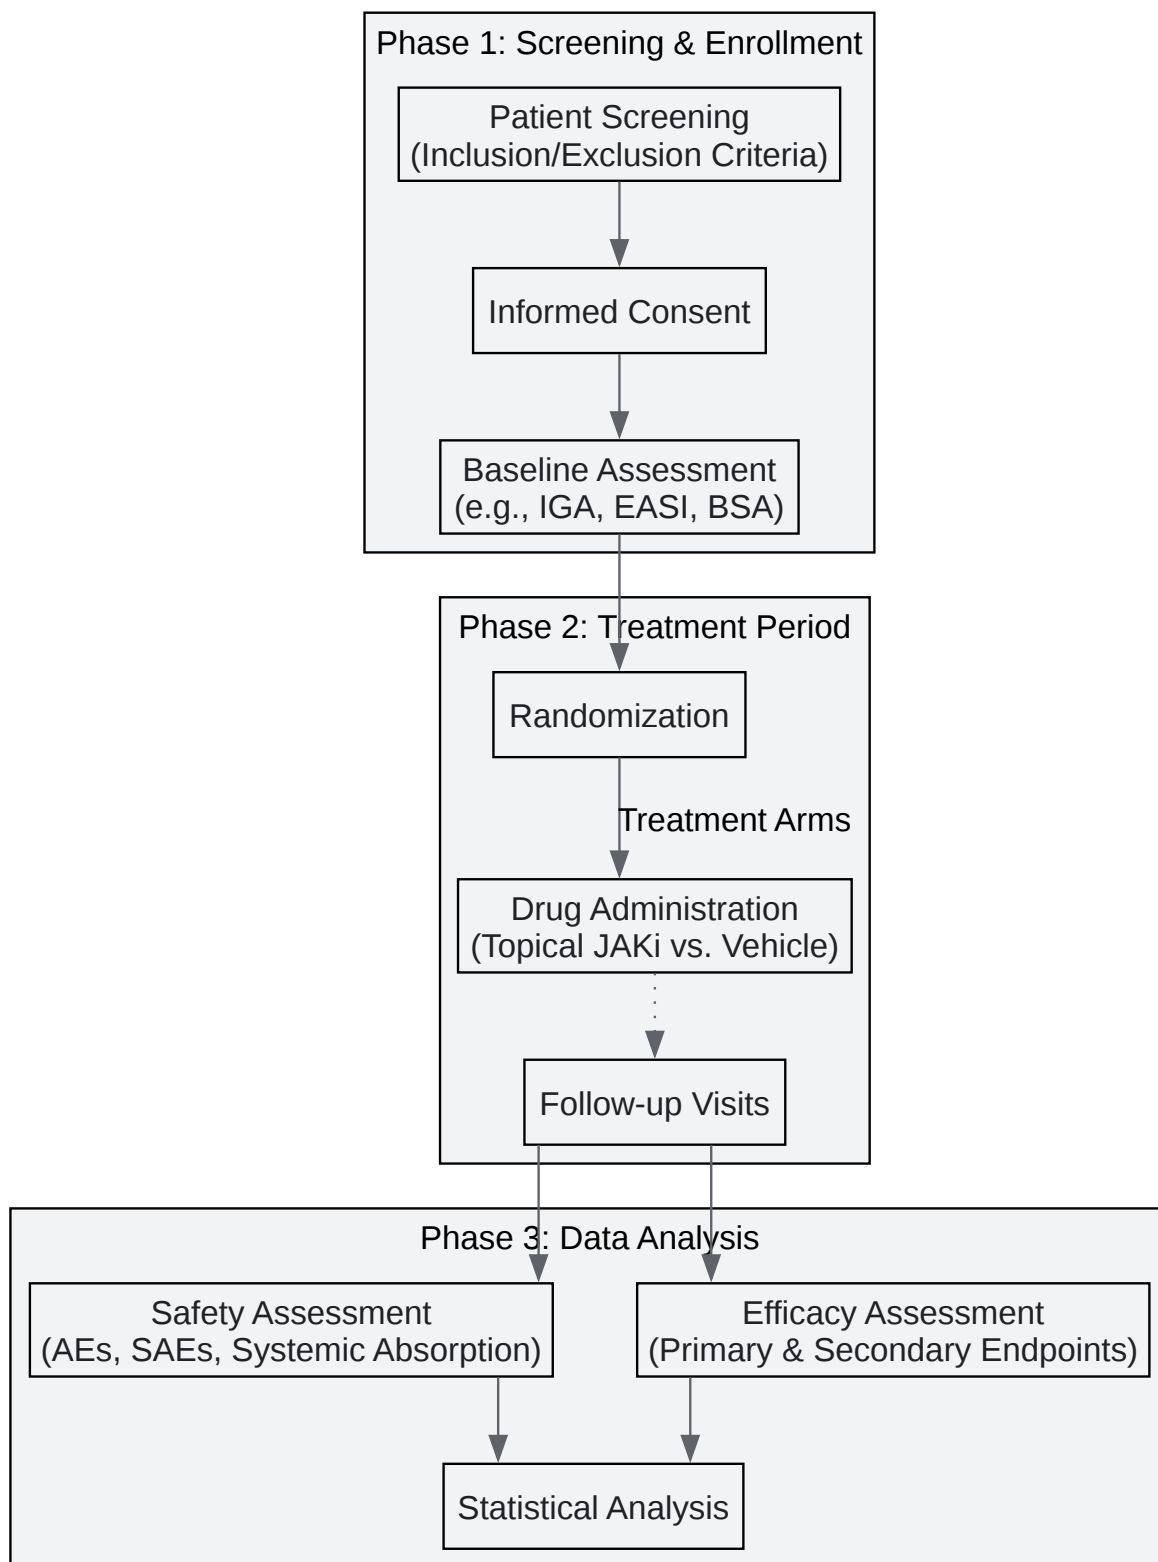 Phase 1: Screening & Enrollment
Patient Screening
(Inclusion/Exclusion Criteria)
Informed Consent
Baseline Assessment
(e.g., IGA, EASI, BSA)
Phase 2: Treatment Period
Randomization
Treatment Arms
Drug Administration
(Topical JAKi vs. Vehicle)
Follow-up Visits
Phase 3: Data Analysis
Safety Assessment
(AEs, SAEs, Systemic Absorption)
Efficacy Assessment
(Primary & Secondary Endpoints)
Statistical Analysis